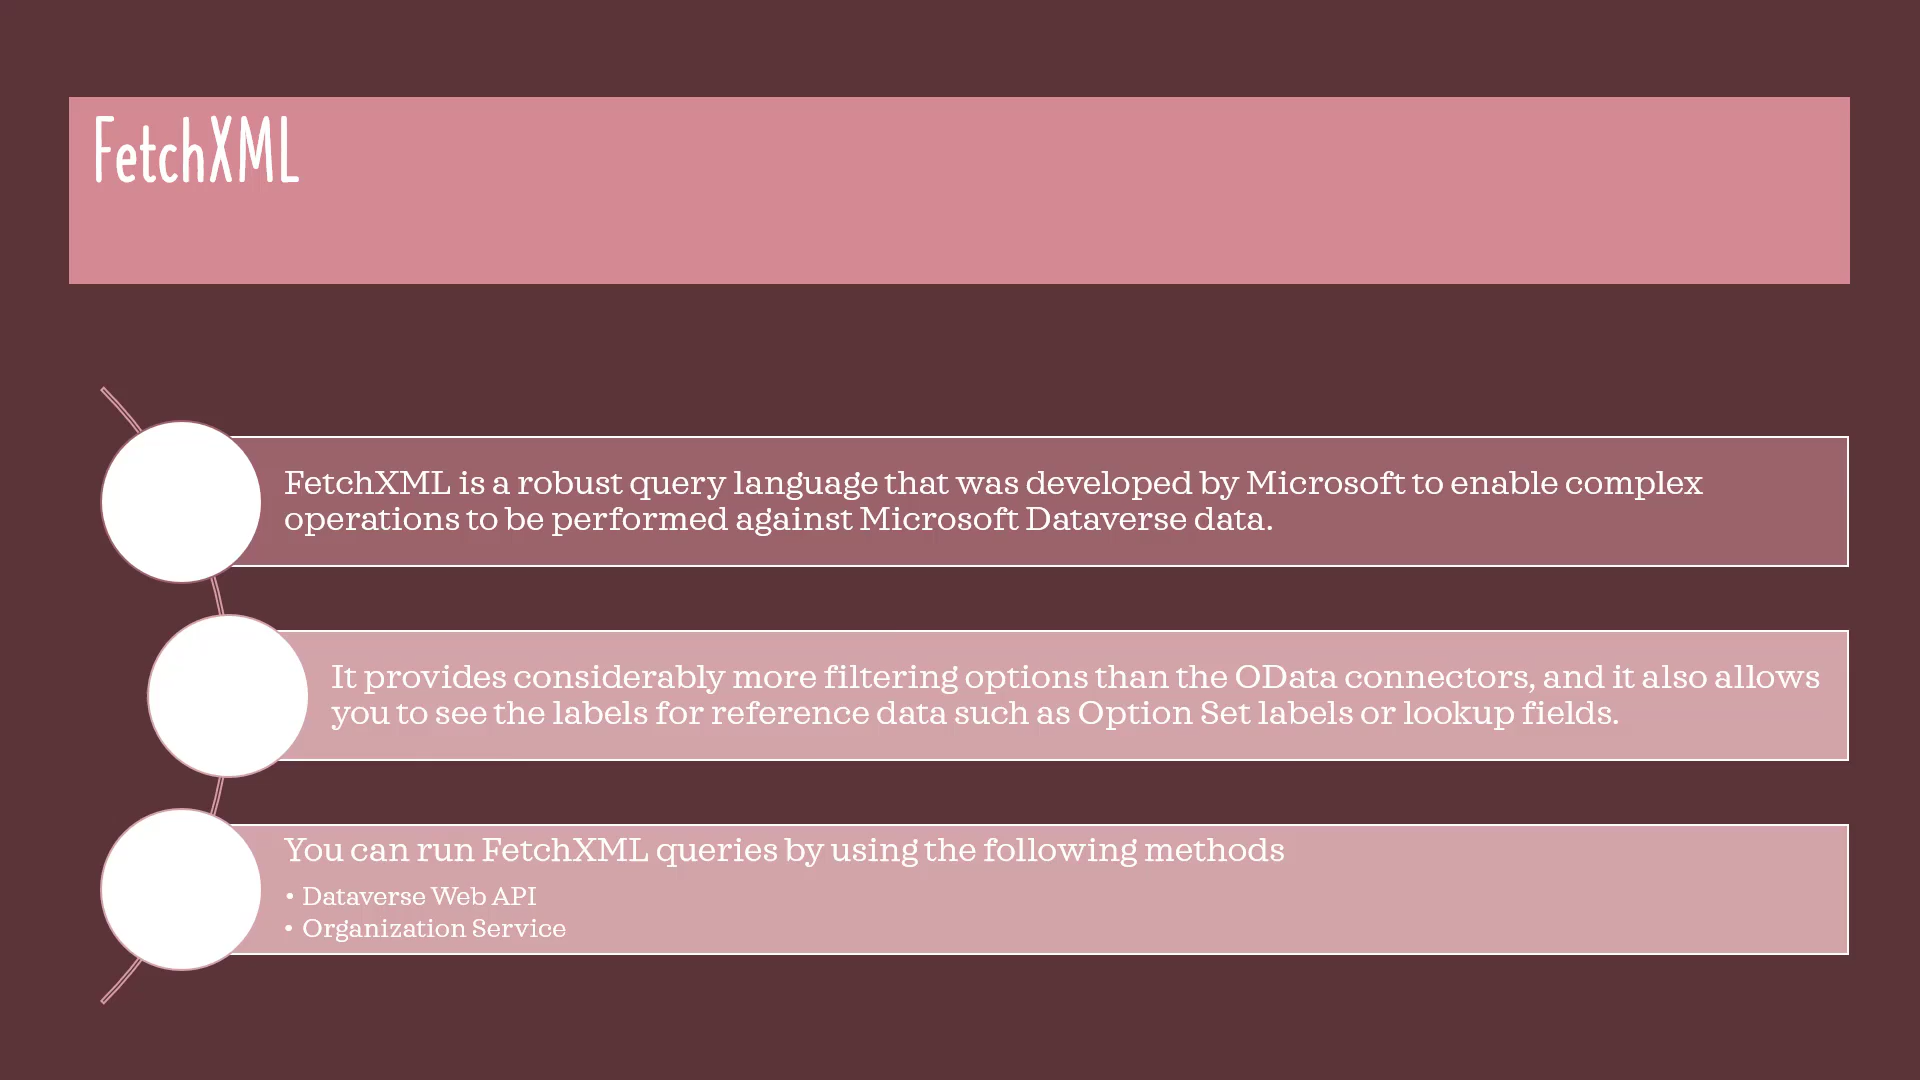 FetchXML
FetchXML is a robust query language that was developed by Microsoft to enable complex
operations to be performed against Microsoft Dataverse data.
It provides considerably more filtering options than the OData connectors, and it also allows
you to see the labels for reference data such as Option Set labels or lookup fields.
You can run FetchXML queries by using the following methods
• Dataverse Web API
• Organization Service